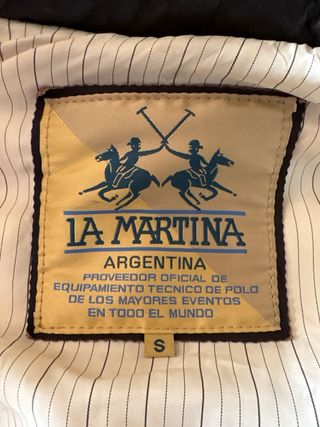 LA MARTINA
ARGENTINA
PROVEEDOR OFICIAL DE
EQUIPAMIENTO TECNICO DE POLO
DE LOS MAYORES EVENTOS
EN TODO EL MUNDO
S